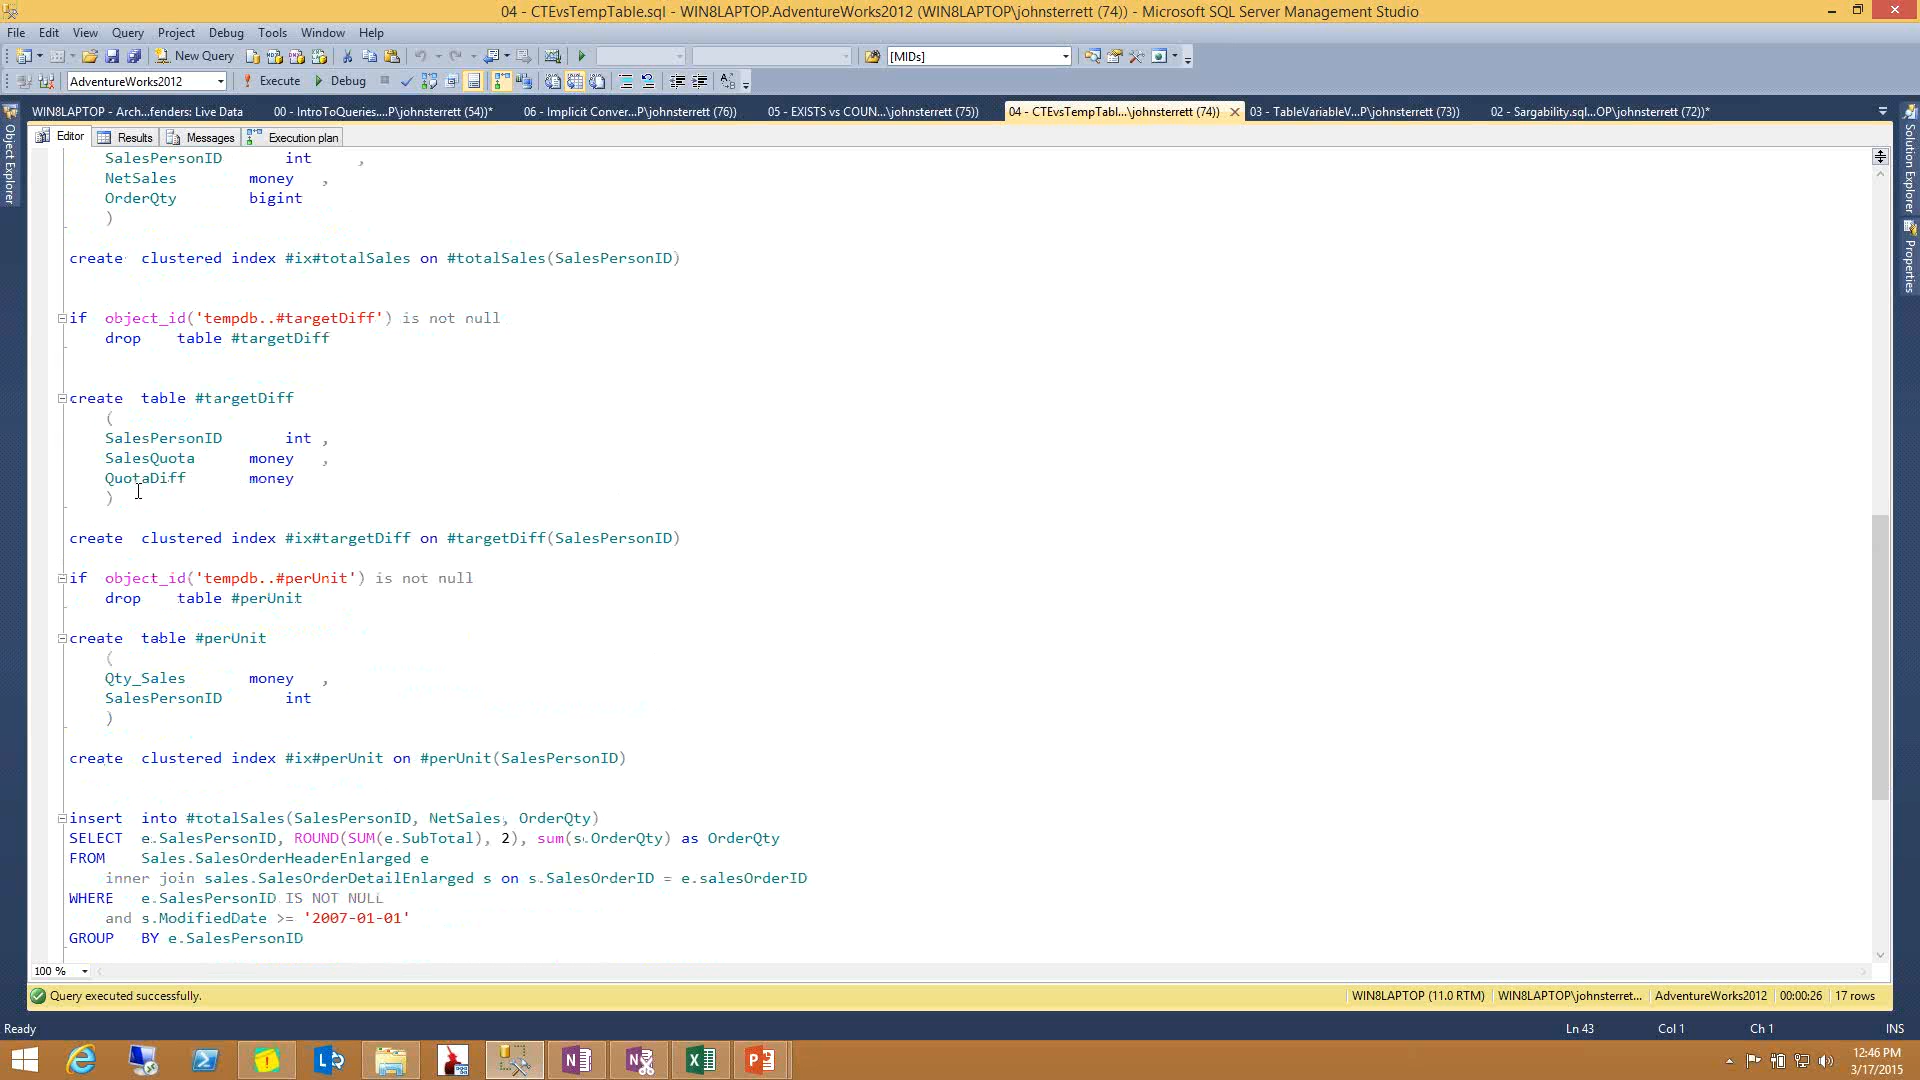 04 - CTEvsTempTable.sql - WIN8LAPTOP.AdventureWorks2012 (WIN8LAPTOP\johnsterrett (74)) - Microsoft SQL Server Management Studio
File Edit View Query Project Debug Tools Window Help
New Query [MIDs]
AdventureWorks2012 Execute Debug
WIN8LAPTOP - Arch...fenders: Live Data 00 - IntroToQueries....P\johnsterrett (54))* 06 - Implicit Conver...P\johnsterrett (76)) 05 - EXISTS vs COUN...\johnsterrett (75)) 04 - CTEvsTempTabl...\johnsterrett (74)) 03 - TableVariableV...P\johnsterrett (73)) 02 - Sargability.sql...OP\johnsterrett (72))*
Editor Results Messages Execution plan
Object Explorer
Solution Explorer
Properties
SalesPersonID int ,
NetSales money ,
OrderQty bigint
)
create clustered index #ix#totalSales on #totalSales(SalesPersonID)
if object_id('tempdb..#targetDiff') is not null
drop table #targetDiff
create table #targetDiff
(
SalesPersonID int ,
SalesQuota money ,
QuotaDiff money
)
create clustered index #ix#targetDiff on #targetDiff(SalesPersonID)
if object_id('tempdb..#perUnit') is not null
drop table #perUnit
create table #perUnit
(
Qty_Sales money ,
SalesPersonID int
)
create clustered index #ix#perUnit on #perUnit(SalesPersonID)
insert into #totalSales(SalesPersonID, NetSales, OrderQty)
SELECT e.SalesPersonID, ROUND(SUM(e.SubTotal), 2), sum(s.OrderQty) as OrderQty
FROM Sales.SalesOrderHeaderEnlarged e
inner join sales.SalesOrderDetailEnlarged s on s.SalesOrderID = e.salesOrderID
WHERE e.SalesPersonID IS NOT NULL
and s.ModifiedDate >= '2007-01-01'
GROUP BY e.SalesPersonID
100 %
Query executed successfully. WIN8LAPTOP (11.0 RTM) WIN8LAPTOP\johnsterret... AdventureWorks2012 00:00:26 17 rows
Ready Ln 43 Col 1 Ch 1 INS
12:46 PM
3/17/2015